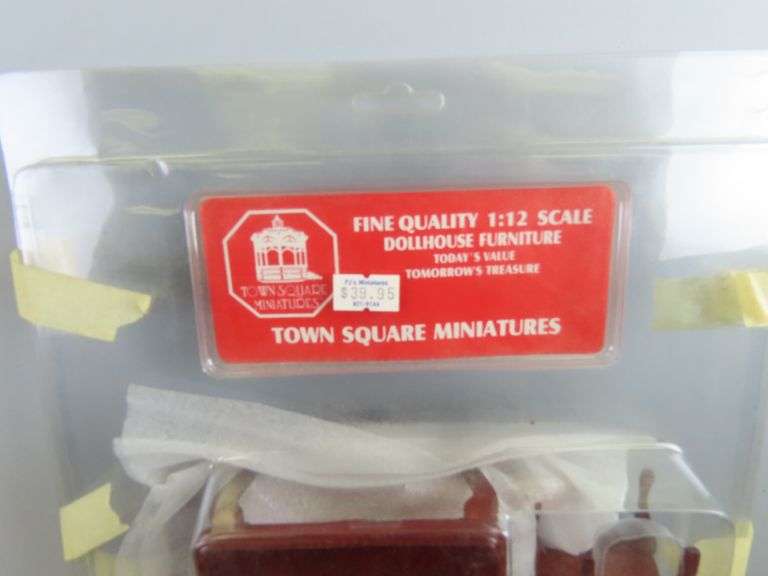 FINE QUALITY 1:12 SCALE
DOLLHOUSE FURNITURE
TODAY'S VALUE
TOMORROW'S TREASURE
TOWN SQUARE
MINIATURES
Miniatures
$39.95
TOWN SQUARE MINIATURES